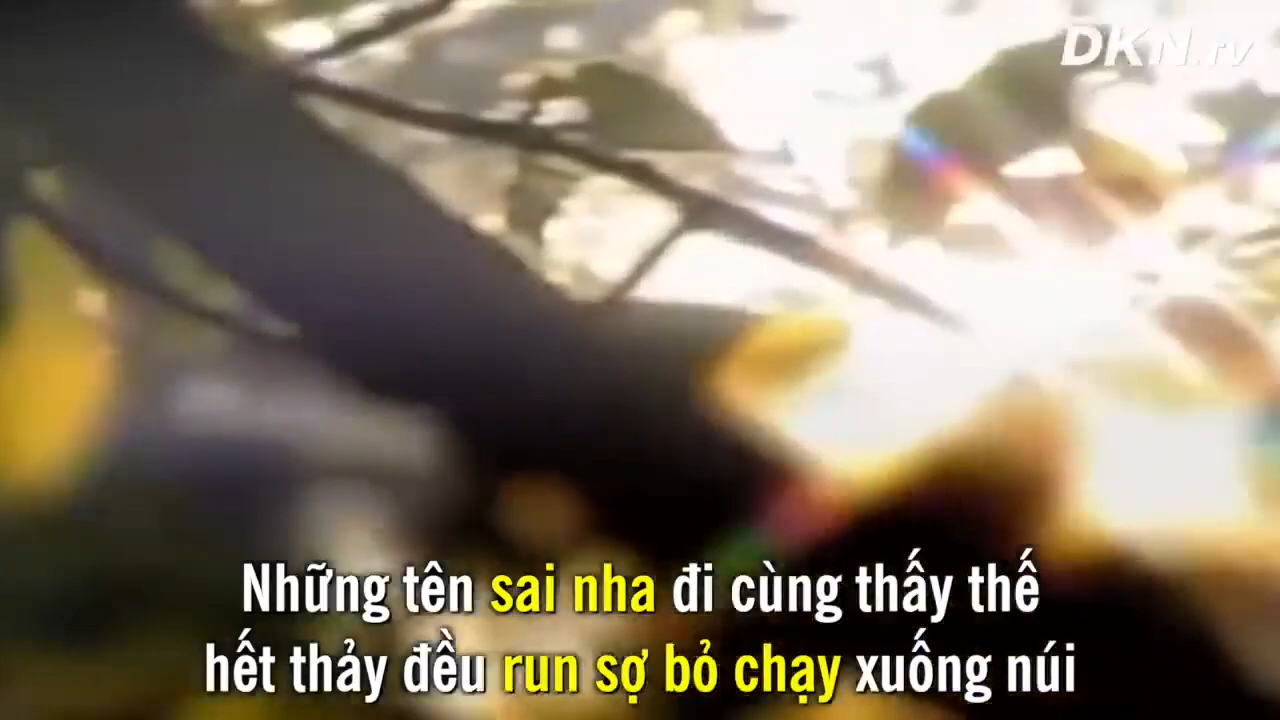 DKN.TV
Những tên sai nha đi cùng thấy thế
hết thảy đều run sợ bỏ chạy xuống núi